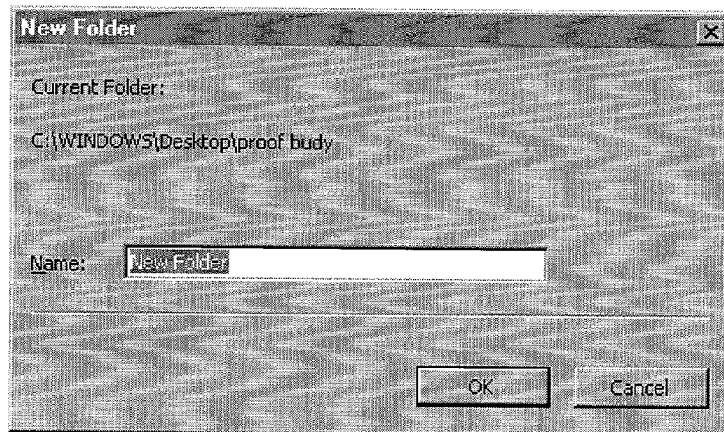 New Folder
Current Folder:
C:\WINDOWS\Desktop\proof budy
Name: New Folder
OK Cancel